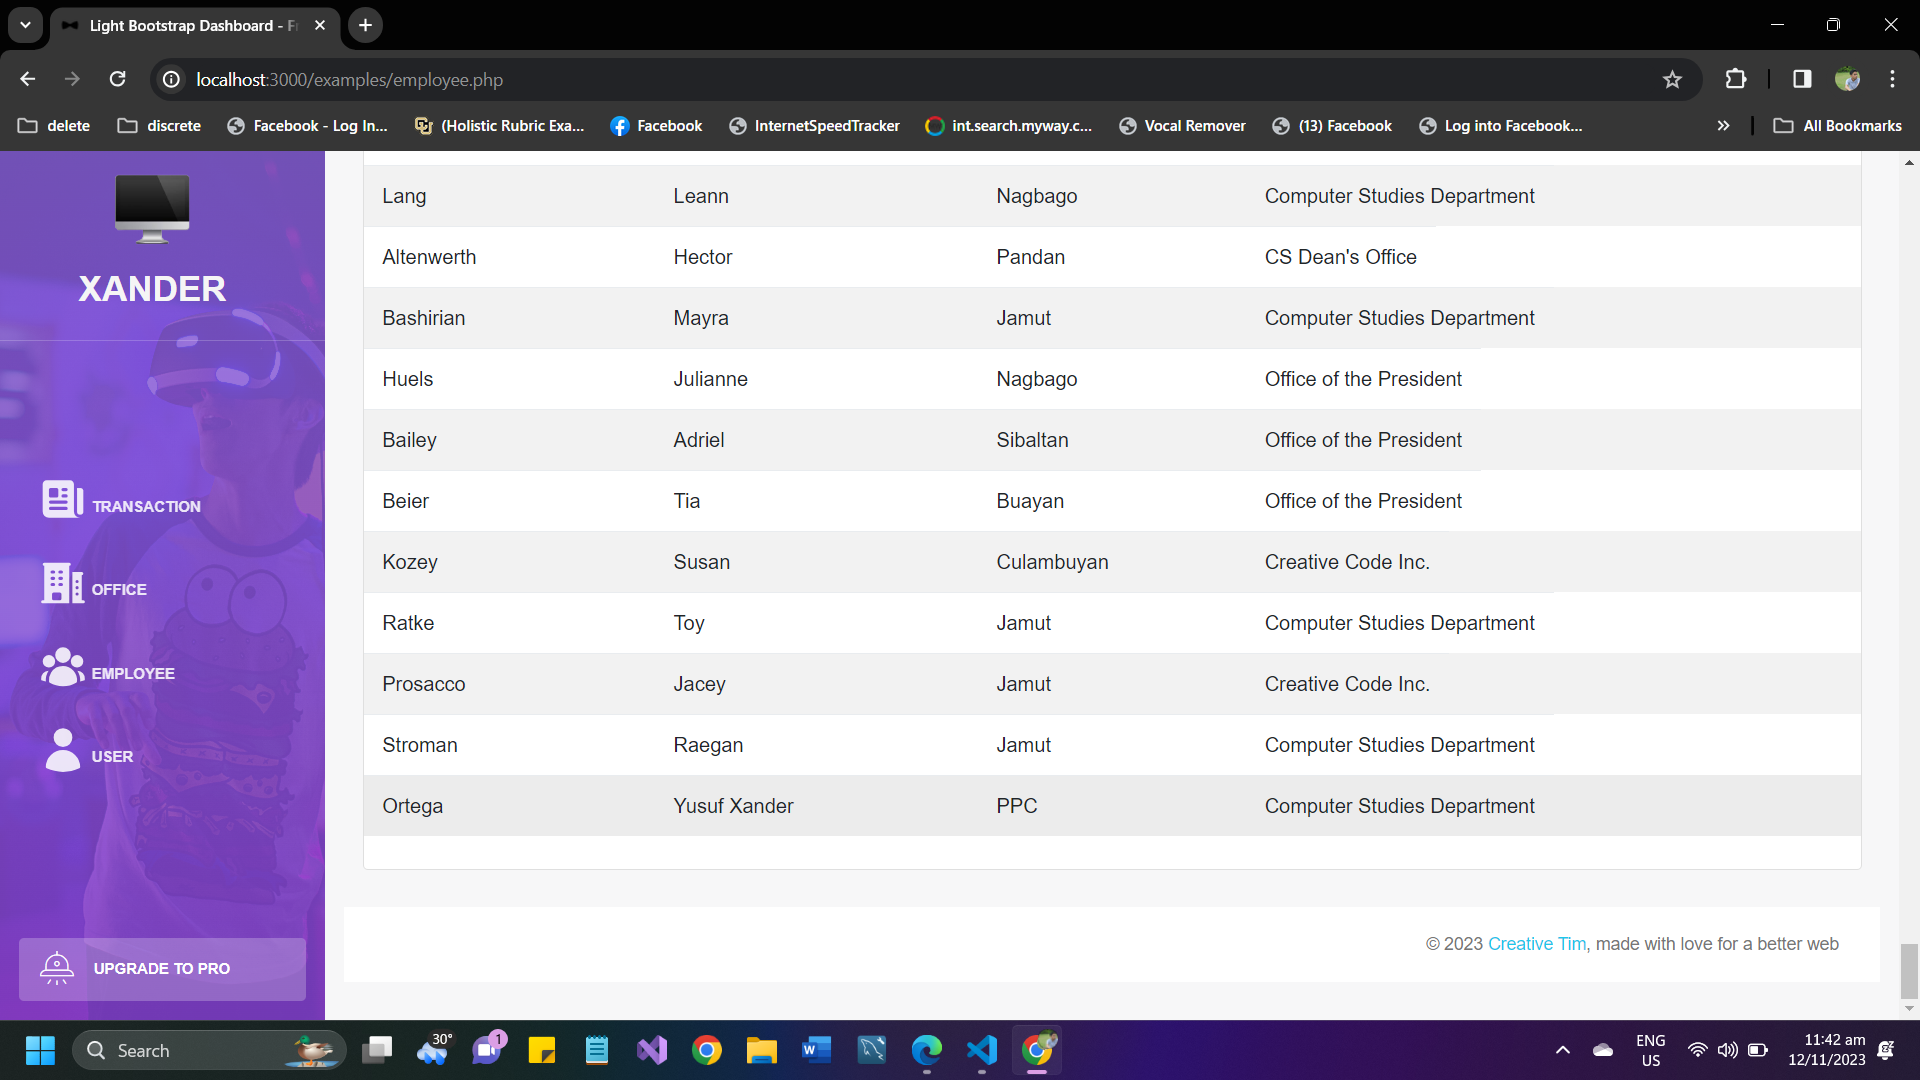 Light Bootstrap Dashboard - Fr
localhost:3000/examples/employee.php
delete discrete Facebook - Log In... (Holistic Rubric Exa... Facebook InternetSpeedTracker int.search.myway.c... Vocal Remover (13) Facebook Log into Facebook... All Bookmarks
XANDER
TRANSACTION
OFFICE
EMPLOYEE
USER
UPGRADE TO PRO
Lang Leann Nagbago Computer Studies Department
Altenwerth Hector Pandan CS Dean's Office
Bashirian Mayra Jamut Computer Studies Department
Huels Julianne Nagbago Office of the President
Bailey Adriel Sibaltan Office of the President
Beier Tia Buayan Office of the President
Kozey Susan Culambuyan Creative Code Inc.
Ratke Toy Jamut Computer Studies Department
Prosacco Jacey Jamut Creative Code Inc.
Stroman Raegan Jamut Computer Studies Department
Ortega Yusuf Xander PPC Computer Studies Department
© 2023 Creative Tim, made with love for a better web
Search 30° 1 ENG 11:42 am
US 12/11/2023